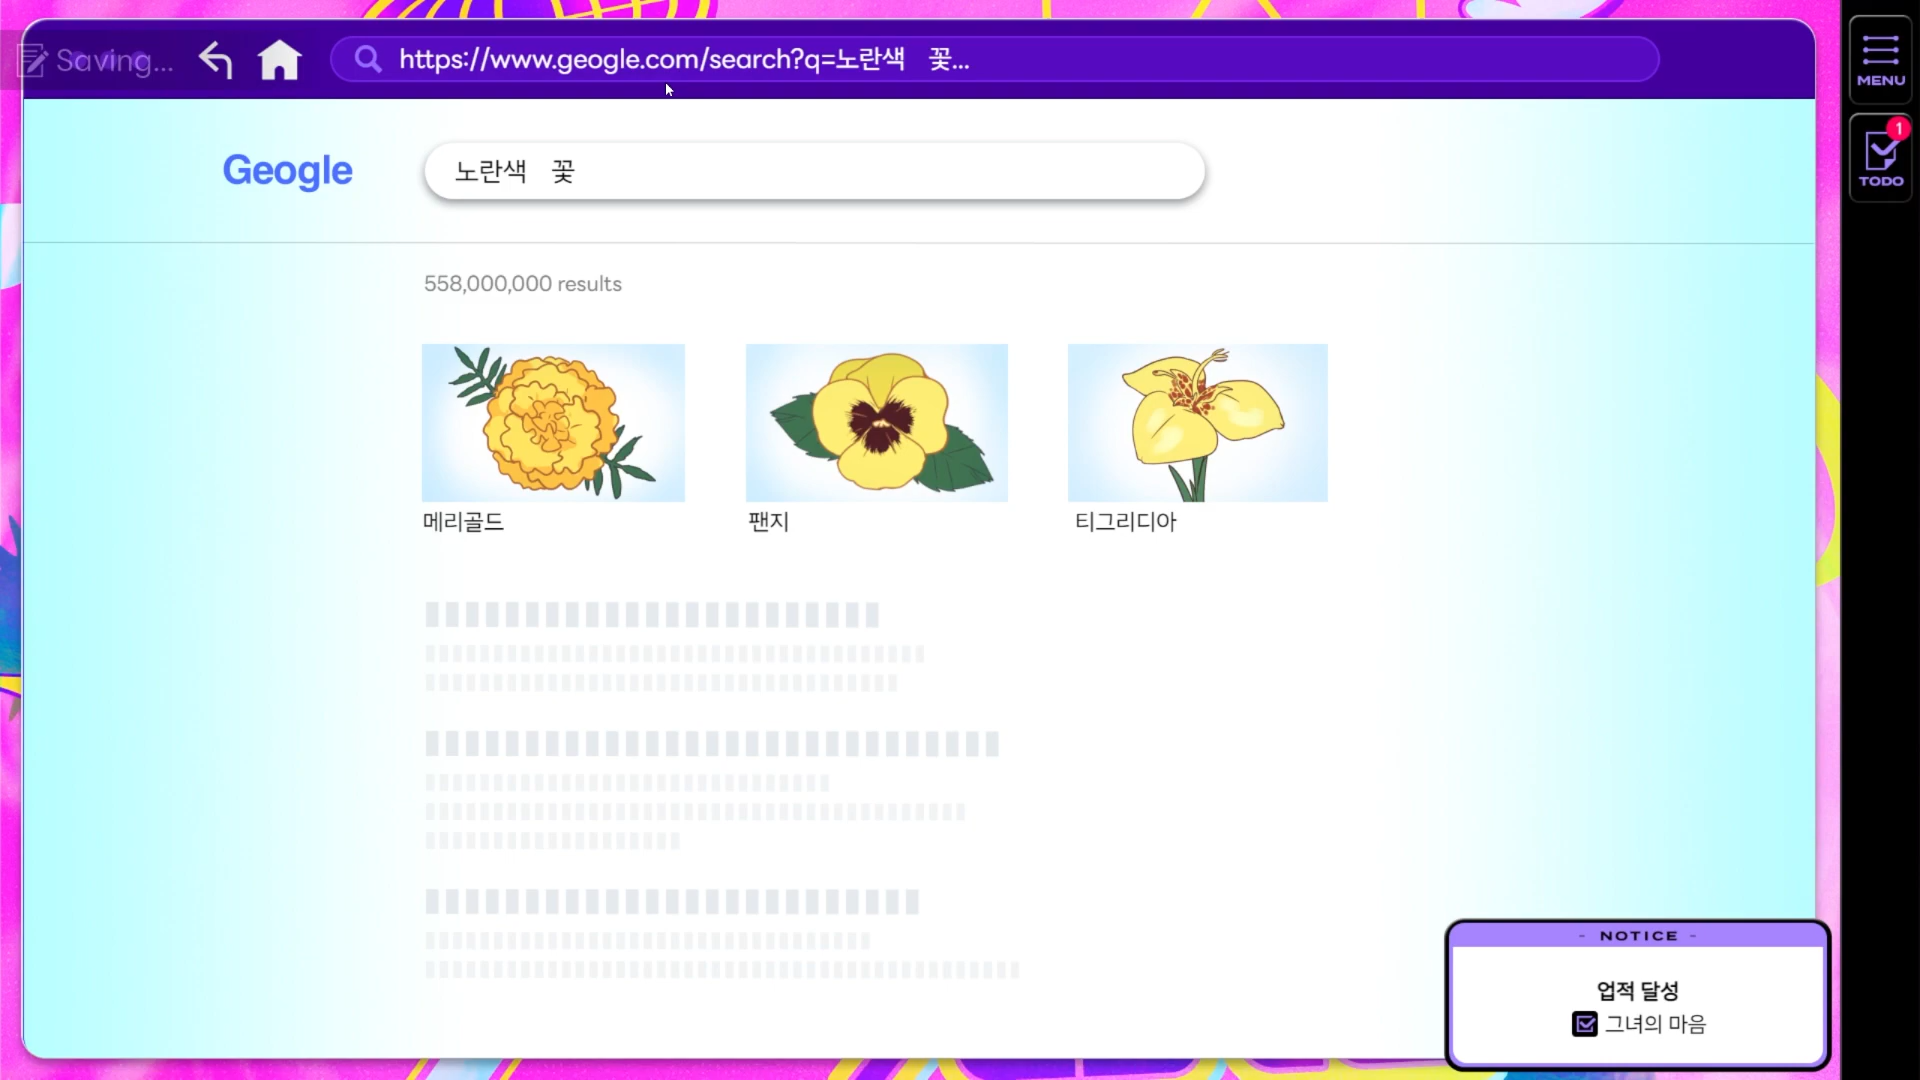 Saving...
https://www.geogle.com/search?q=노란색 꽃...
MENU
1
TODO
Geogle
노란색 꽃
558,000,000 results
메리골드
팬지
티그리디아
- NOTICE -
업적 달성
그녀의 마음